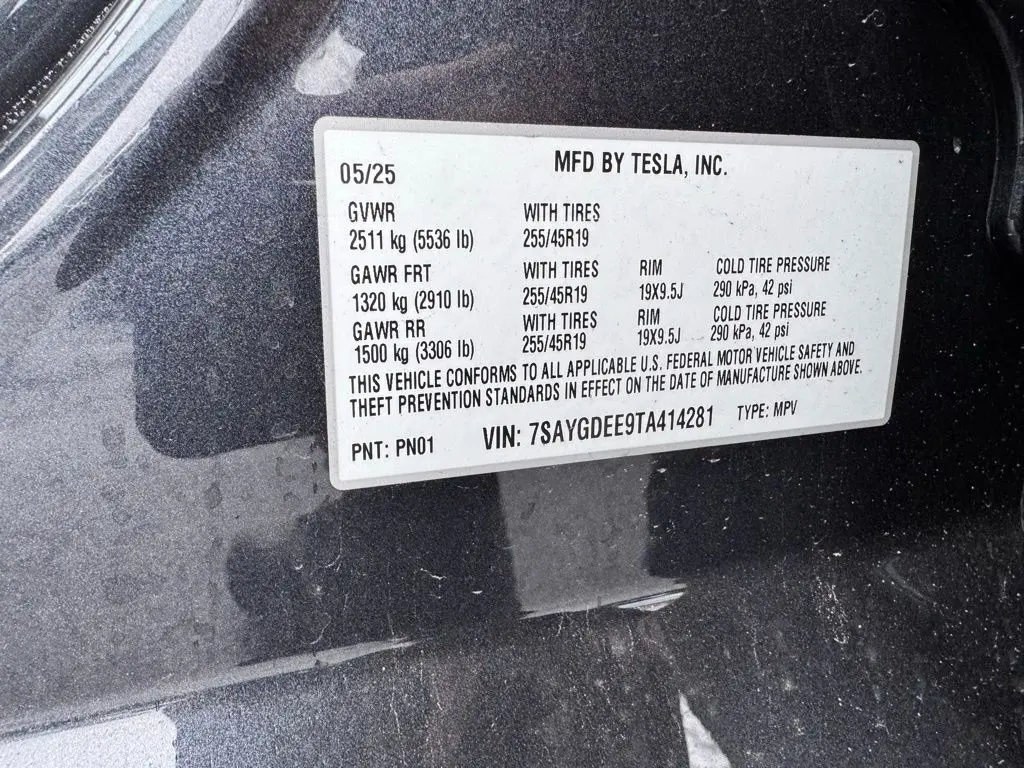 05/25 MFD BY TESLA, INC.
GVWR WITH TIRES
2511 kg (5536 lb) 255/45R19
GAWR FRT WITH TIRES RIM COLD TIRE PRESSURE
1320 kg (2910 lb) 255/45R19 19X9.5J 290 kPa, 42 psi
GAWR RR WITH TIRES RIM COLD TIRE PRESSURE
1500 kg (3306 lb) 255/45R19 19X9.5J 290 kPa, 42 psi
THIS VEHICLE CONFORMS TO ALL APPLICABLE U.S. FEDERAL MOTOR VEHICLE SAFETY AND
THEFT PREVENTION STANDARDS IN EFFECT ON THE DATE OF MANUFACTURE SHOWN ABOVE.
PNT: PN01 VIN: 7SAYGDEE9TA414281 TYPE: MPV